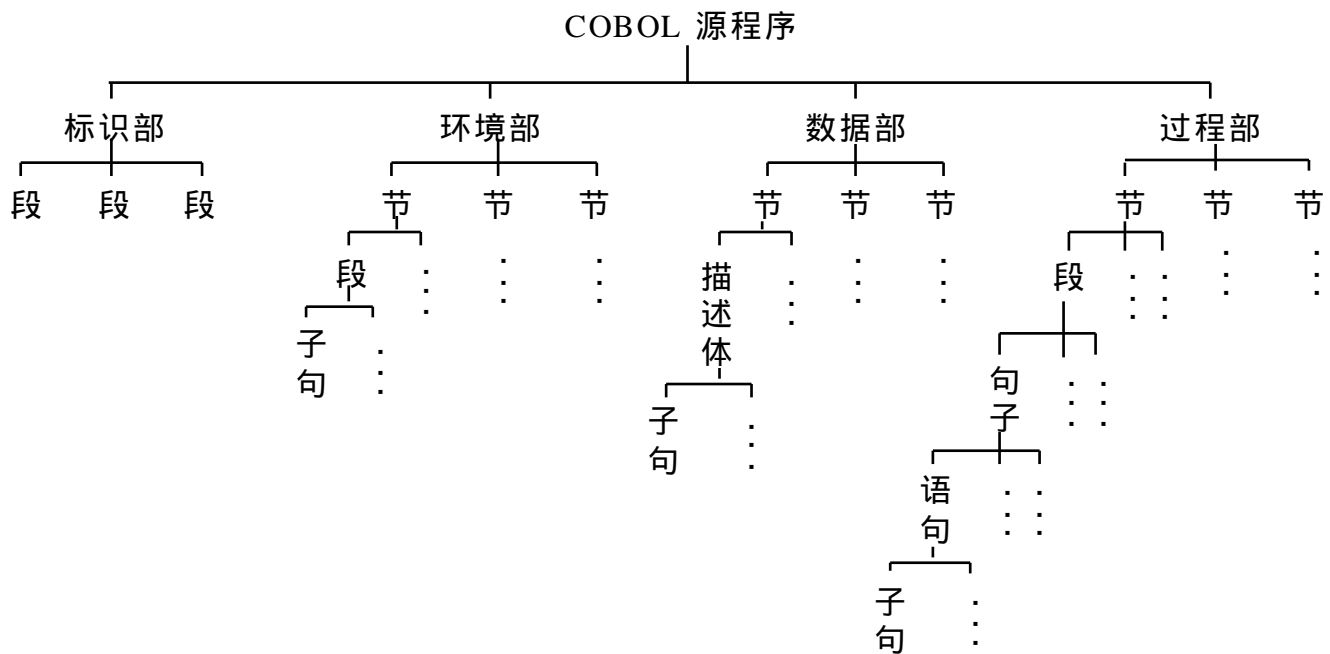 COBOL 源程序
标识部 环境部 数据部 过程部
段 段 段 节 节 节 节 节 节 节 节 节
段 ⋮ ⋮ ⋮ 描述体 ⋮ ⋮ ⋮ 段 ⋮ ⋮ ⋮ ⋮
子句 ⋮ 句子 ⋮ ⋮
子句 ⋮
语句 ⋮ ⋮
子句 ⋮